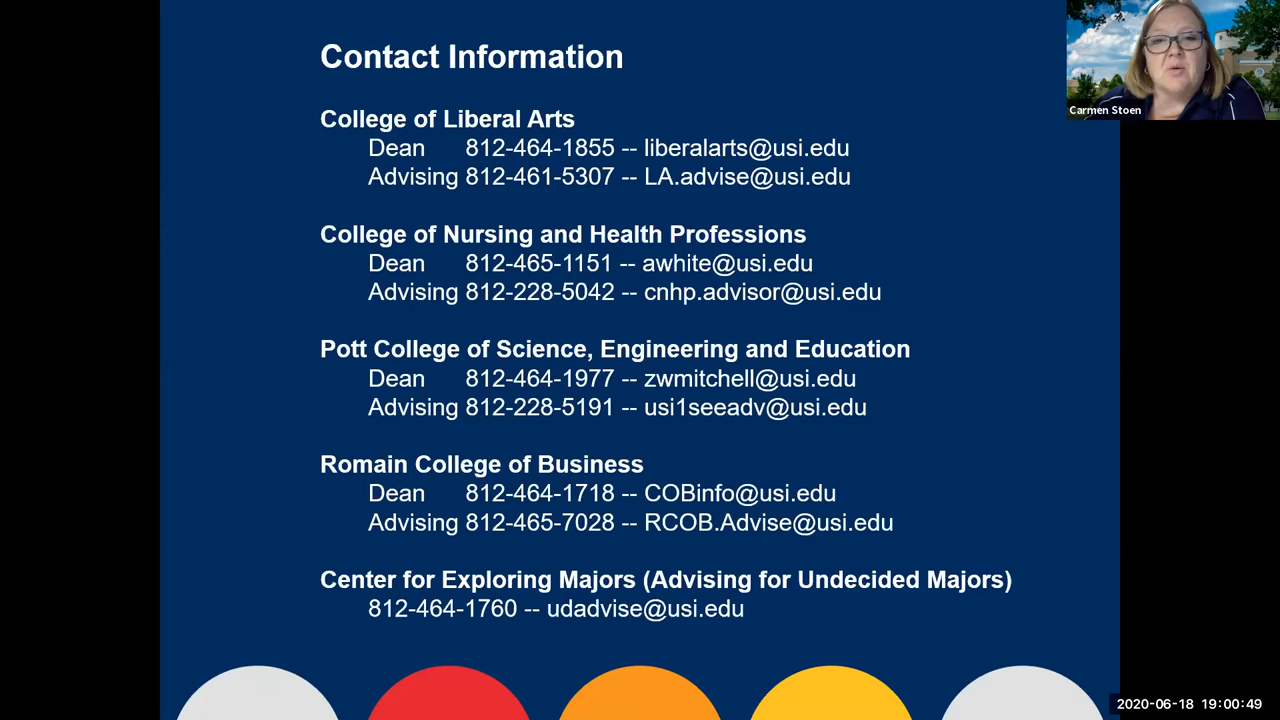 Contact Information
Carmen Stoen
College of Liberal Arts
Dean 812-464-1855 -- liberalarts@usi.edu
Advising 812-461-5307 -- LA.advise@usi.edu
College of Nursing and Health Professions
Dean 812-465-1151 -- awhite@usi.edu
Advising 812-228-5042 -- cnhp.advisor@usi.edu
Pott College of Science, Engineering and Education
Dean 812-464-1977 -- zwmitchell@usi.edu
Advising 812-228-5191 -- usi1seeadv@usi.edu
Romain College of Business
Dean 812-464-1718 -- COBinfo@usi.edu
Advising 812-465-7028 -- RCOB.Advise@usi.edu
Center for Exploring Majors (Advising for Undecided Majors)
812-464-1760 -- udadvise@usi.edu
2020-06-18 19:00:49